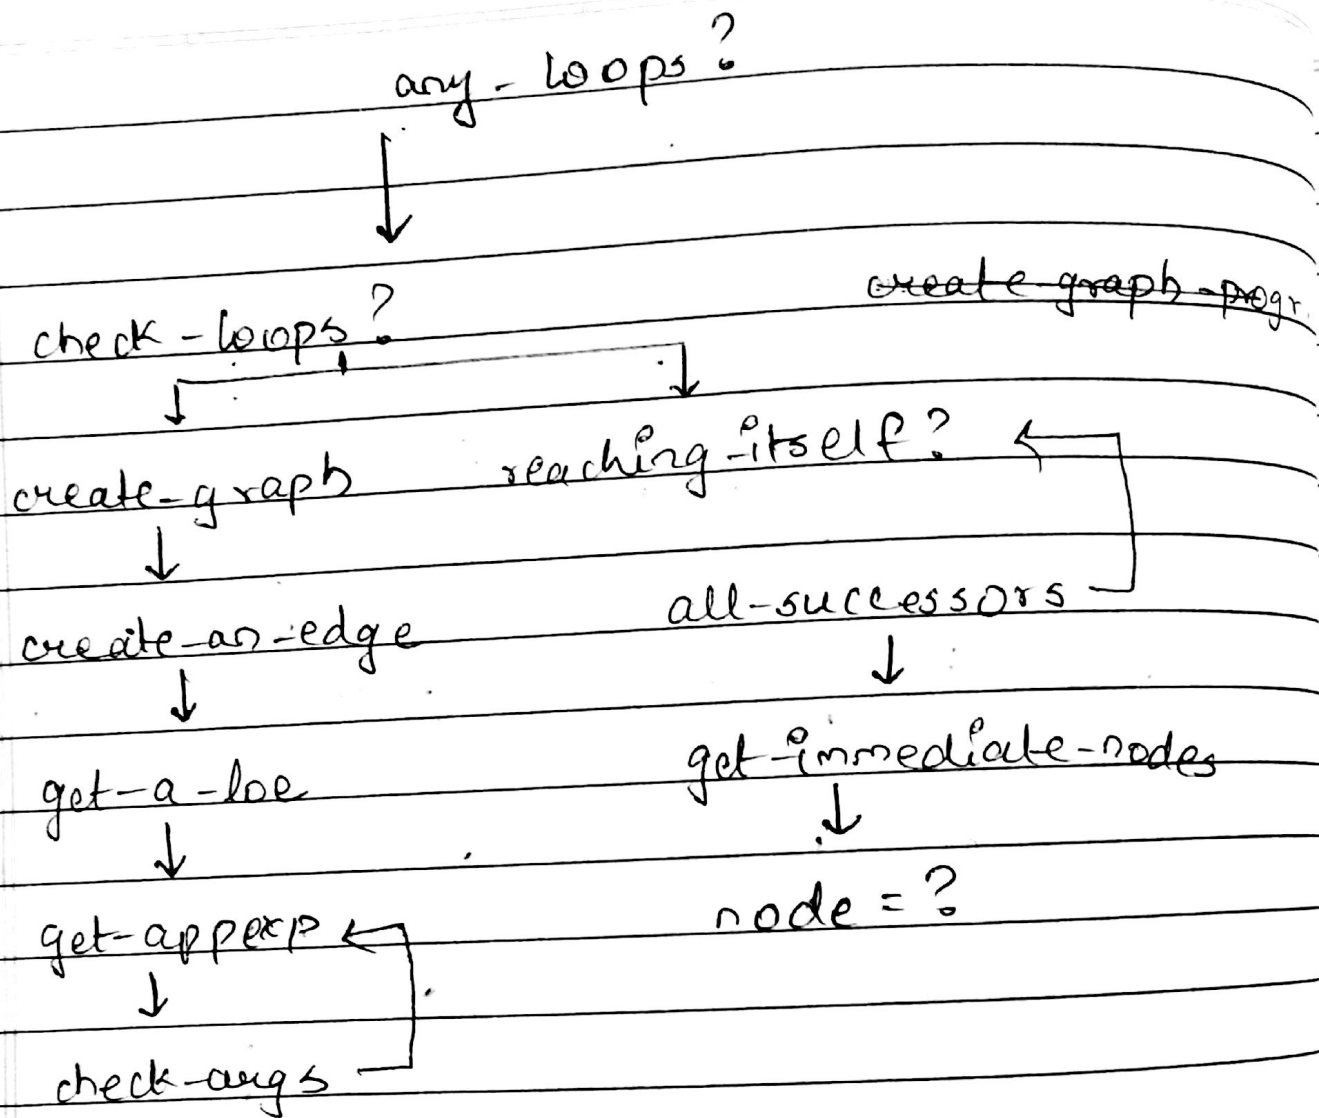 any-loops?
create-graph-progr.
check-loops?
reaching-itself?
create-graph
all-successors
create-an-edge
get-immediate-nodes
get-a-loe
node=?
get-appexp
check-args